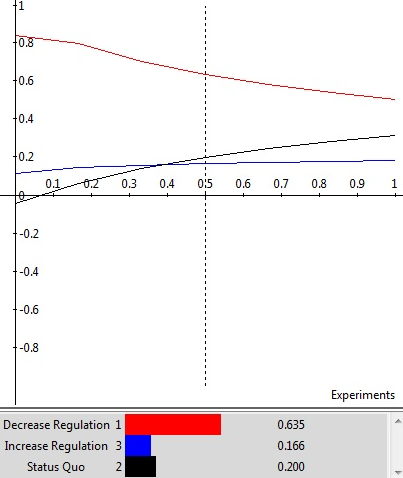 1
0.8
0.6
0.4
0.2
0 0.1 0.2 0.3 0.4 0.5 0.6 0.7 0.8 0.9 1
-0.2
-0.4
-0.6
-0.8
Experiments
Decrease Regulation 1 0.635
Increase Regulation 3 0.166
Status Quo 2 0.200